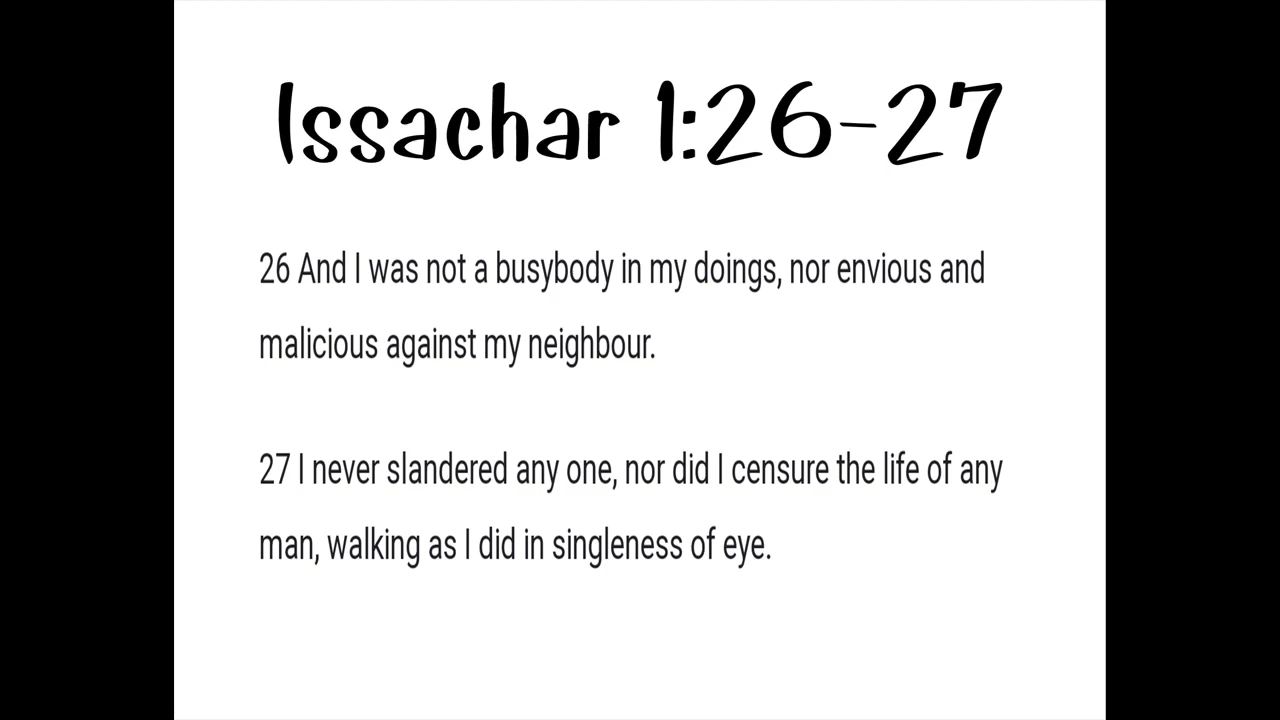 Issachar 1:26-27
26 And I was not a busybody in my doings, nor envious and
malicious against my neighbour.
27 I never slandered any one, nor did I censure the life of any
man, walking as I did in singleness of eye.